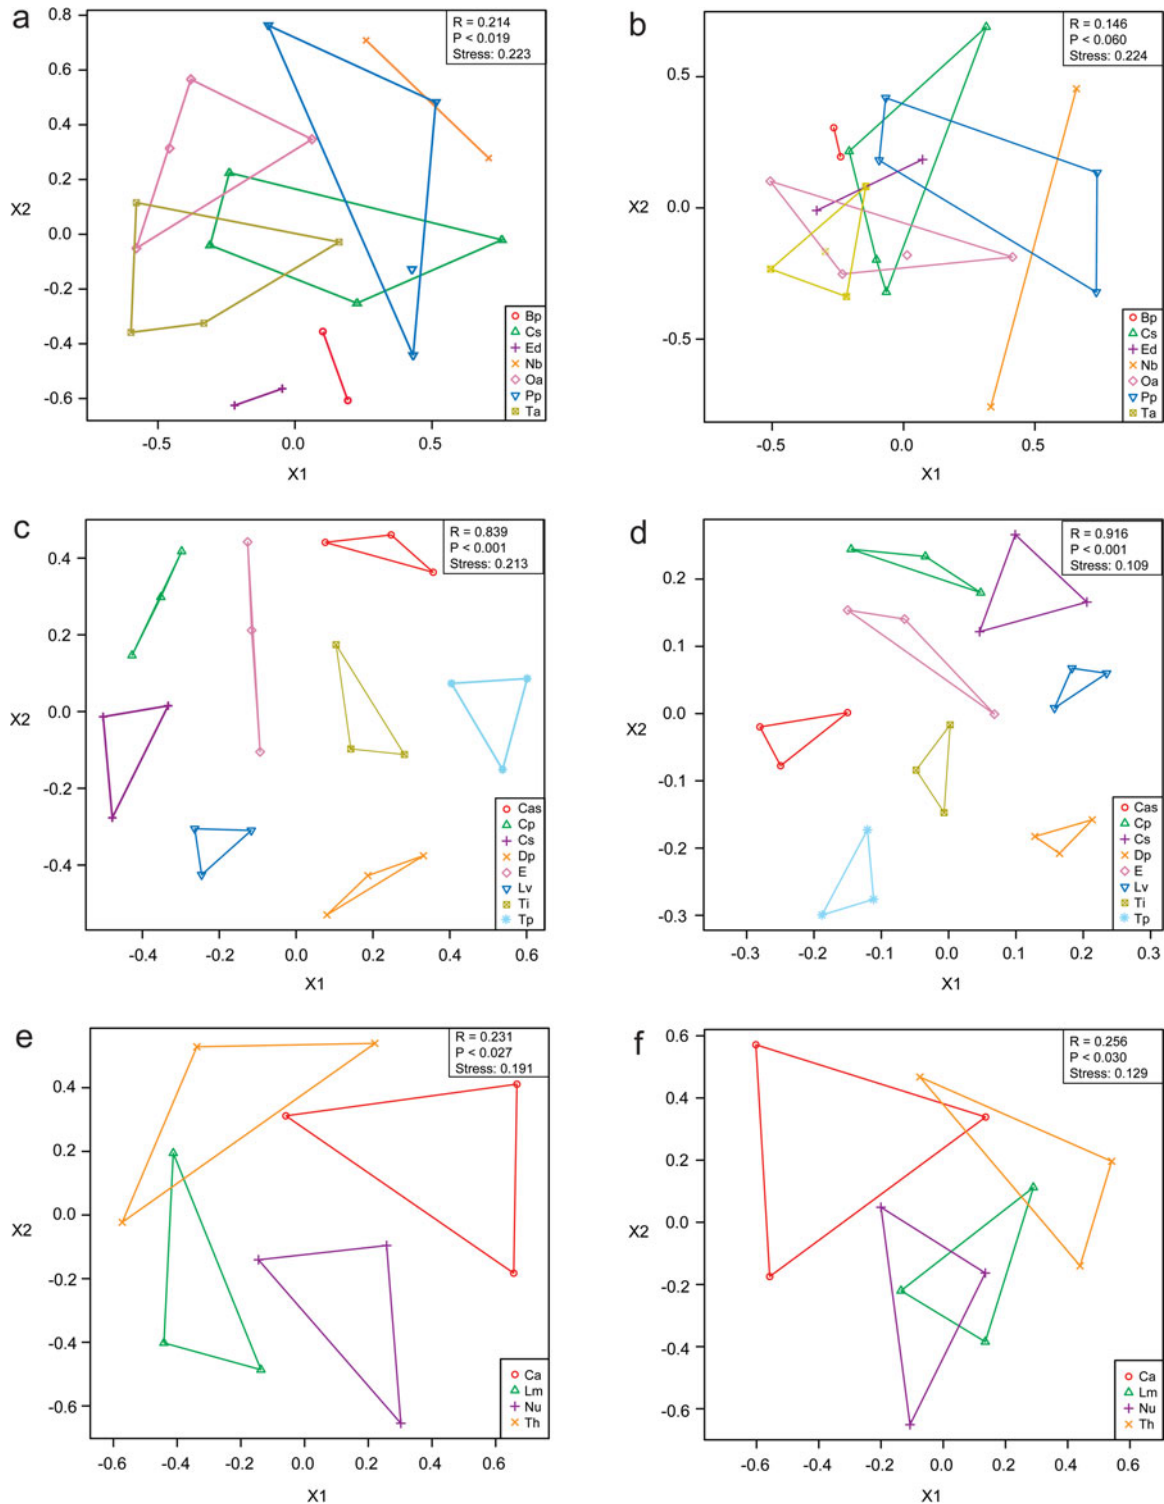 a
R = 0.214
P < 0.019
Stress: 0.223
0.8
0.6
0.4
0.2
0.0
-0.2
-0.4
-0.6
X2
Bp
Cs
Ed
Nb
Oa
Pp
Ta
-0.5
0.0
0.5
X1
b
R = 0.146
P < 0.060
Stress: 0.224
0.5
0.0
-0.5
X2
Bp
Cs
Ed
Nb
Oa
Pp
Ta
-0.5
0.0
0.5
X1
c
R = 0.839
P < 0.001
Stress: 0.213
0.4
0.2
0.0
-0.2
-0.4
X2
Cas
Cp
Cs
Dp
E
Lv
Ti
Tp
-0.4
-0.2
0.0
0.2
0.4
0.6
X1
d
R = 0.916
P < 0.001
Stress: 0.109
0.2
0.1
0.0
-0.1
-0.2
-0.3
X2
Cas
Cp
Cs
Dp
E
Lv
Ti
Tp
-0.3
-0.2
-0.1
0.0
0.1
0.2
0.3
X1
e
R = 0.231
P < 0.027
Stress: 0.191
0.4
0.2
0.0
-0.2
-0.4
-0.6
X2
Ca
Lm
Nu
Th
-0.6
-0.4
-0.2
0.0
0.2
0.4
0.6
X1
f
R = 0.256
P < 0.030
Stress: 0.129
0.6
0.4
0.2
0.0
-0.2
-0.4
-0.6
X2
Ca
Lm
Nu
Th
-0.6
-0.4
-0.2
0.0
0.2
0.4
0.6
X1